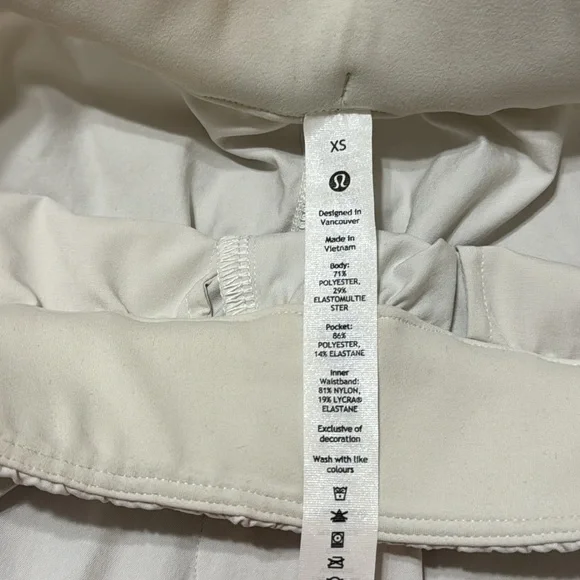 XS
Designed in
Vancouver
Made in
Vietnam
Body:
71%
POLYESTER,
29%
ELASTOMULTIE
STER
Pocket:
86%
POLYESTER,
14% ELASTANE
Inner
Waistband:
81% NYLON,
19% LYCRA®
ELASTANE
Exclusive of
decoration
Wash with like
colours